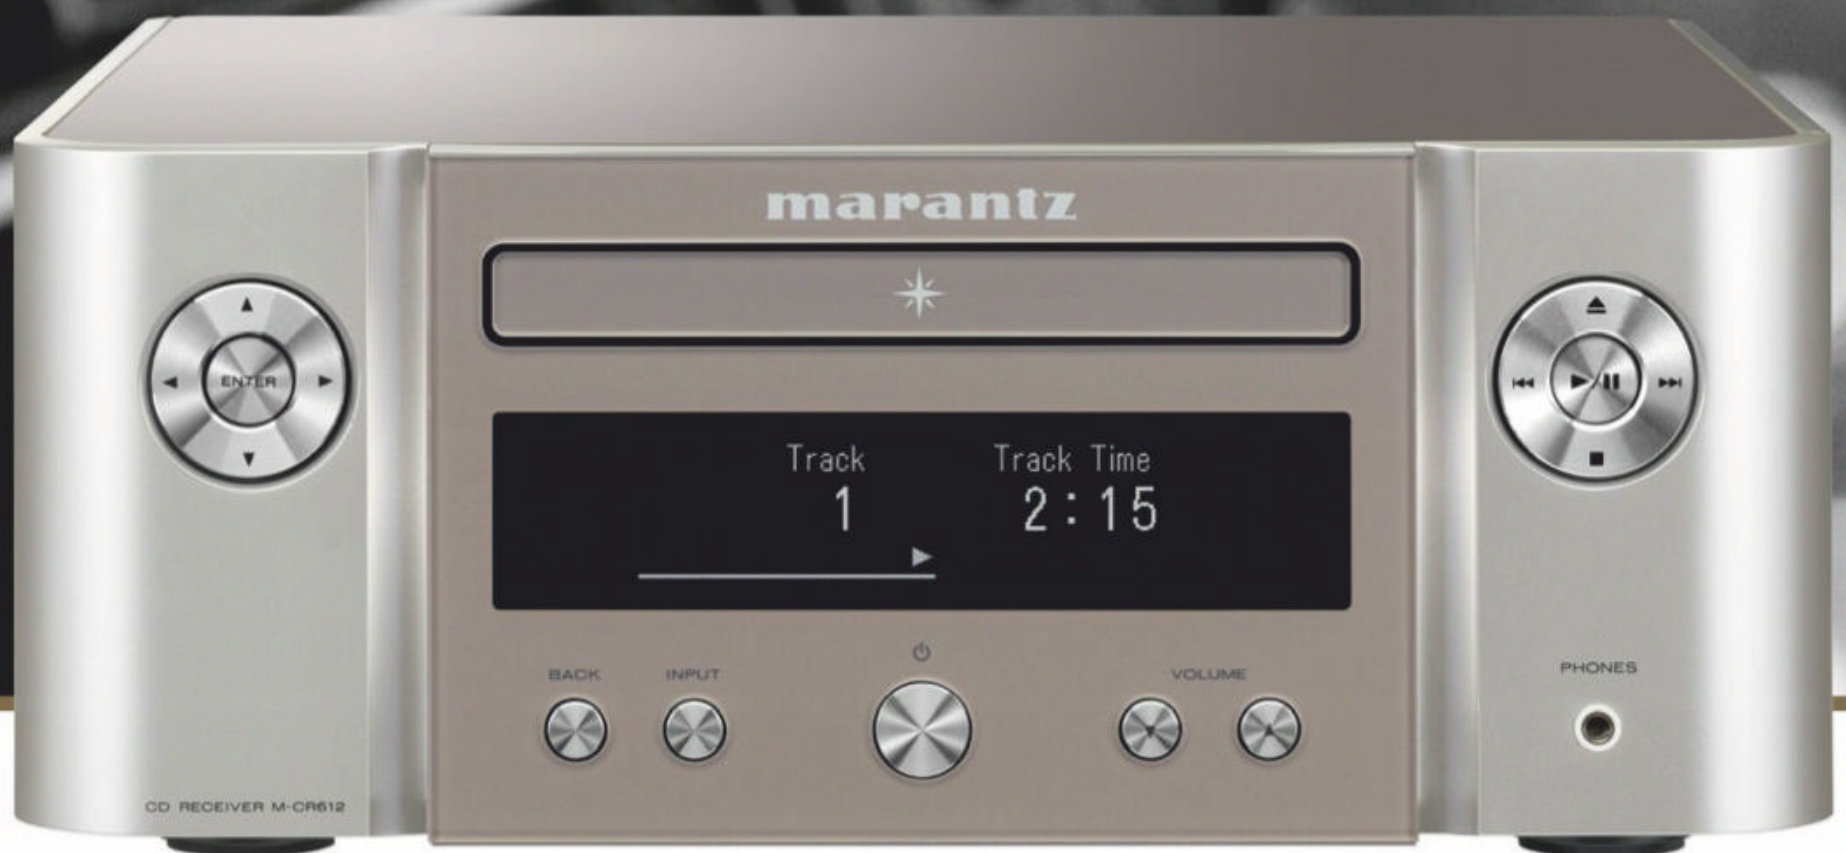 marantz
ENTER
Track Track Time
1 2:15
BACK INPUT VOLUME
PHONES
CD RECEIVER M-CR612